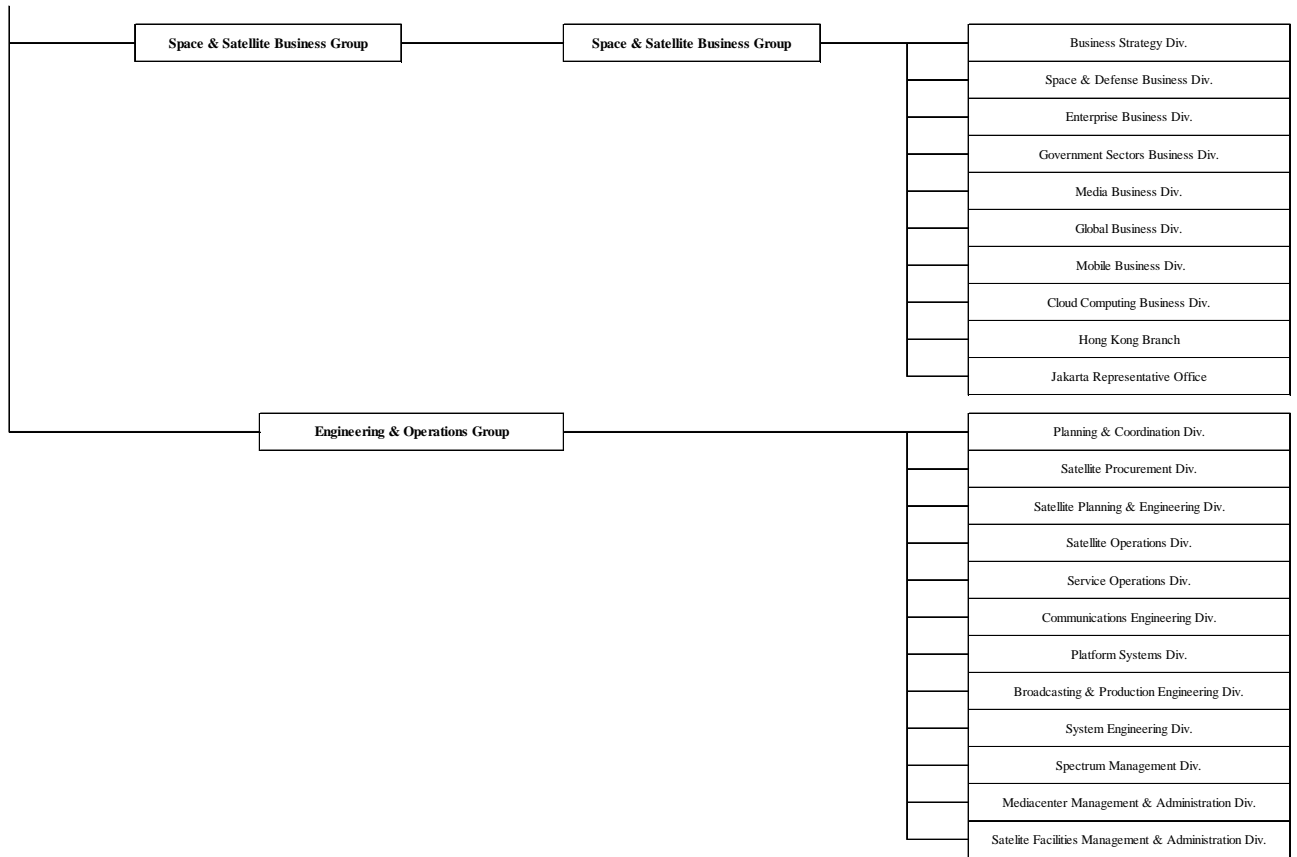 Space & Satellite Business Group
Space & Satellite Business Group
Business Strategy Div.
Space & Defense Business Div.
Enterprise Business Div.
Government Sectors Business Div.
Media Business Div.
Global Business Div.
Mobile Business Div.
Cloud Computing Business Div.
Hong Kong Branch
Jakarta Representative Office
Engineering & Operations Group
Planning & Coordination Div.
Satellite Procurement Div.
Satellite Planning & Engineering Div.
Satellite Operations Div.
Service Operations Div.
Communications Engineering Div.
Platform Systems Div.
Broadcasting & Production Engineering Div.
System Engineering Div.
Spectrum Management Div.
Mediacenter Management & Administration Div.
Satelite Facilities Management & Administration Div.